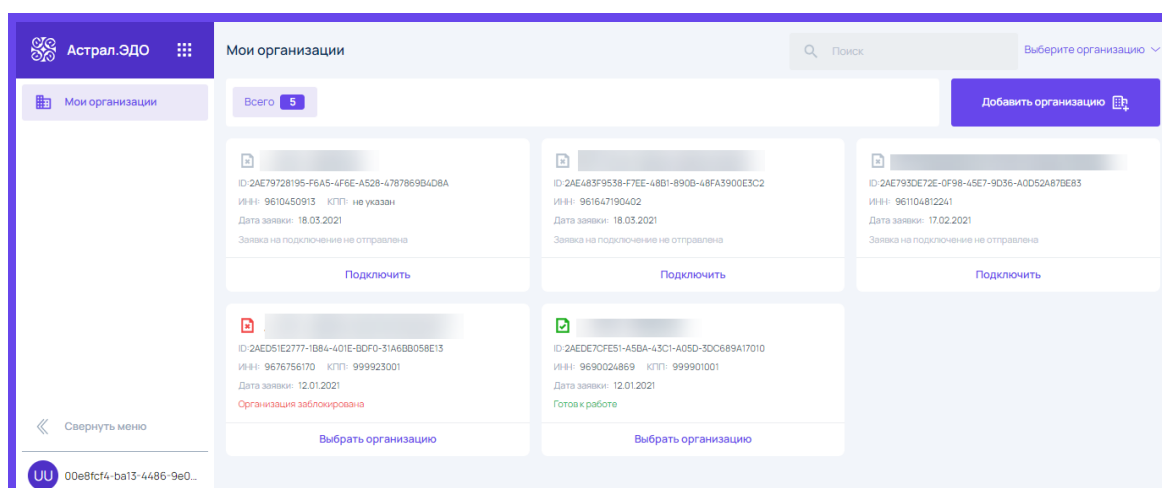 Астрал.ЭДО
Мои организации
Поиск
Выберите организацию
Мои организации
Всего 5
Добавить организацию
ID:2AE79728195-F6A5-4F6E-A528-4787869B4D8A
ИНН: 9610450913 КПП: не указан
Дата заявки: 18.03.2021
Заявка на подключение не отправлена
Подключить
ID:2AE483F9538-F7EE-48B1-890B-48FA3900E3C2
ИНН: 961647190402
Дата заявки: 18.03.2021
Заявка на подключение не отправлена
Подключить
ID:2AE793DE72E-0F98-45E7-9D36-A0D52A87BE83
ИНН: 961104812241
Дата заявки: 17.02.2021
Заявка на подключение не отправлена
Подключить
ID:2AED51E2777-1B84-401E-BDF0-31A6BB058E13
ИНН: 9676756170 КПП: 999923001
Дата заявки: 12.01.2021
Организация заблокирована
Выбрать организацию
ID:2AEDE7CFE51-A5BA-43C1-A05D-3DC689A17010
ИНН: 9690024869 КПП: 999901001
Дата заявки: 12.01.2021
Готов к работе
Выбрать организацию
Свернуть меню
UU 00e8fcf4-ba13-4486-9e0...